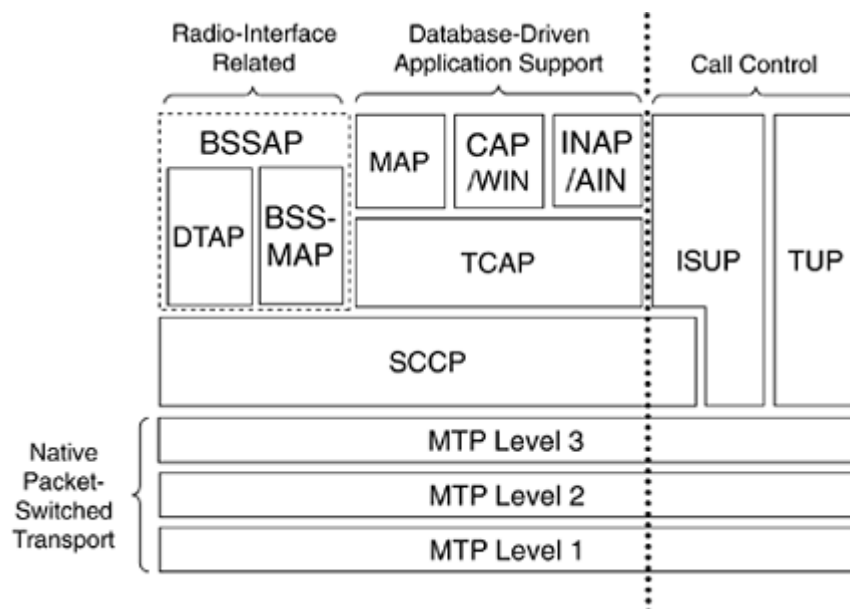 Radio-Interface
Related
Database-Driven
Application Support
Call Control
BSSAP
DTAP
BSS-
MAP
MAP
CAP
/WIN
INAP
/AIN
TCAP
ISUP
TUP
SCCP
Native
Packet-
Switched
Transport
MTP Level 3
MTP Level 2
MTP Level 1